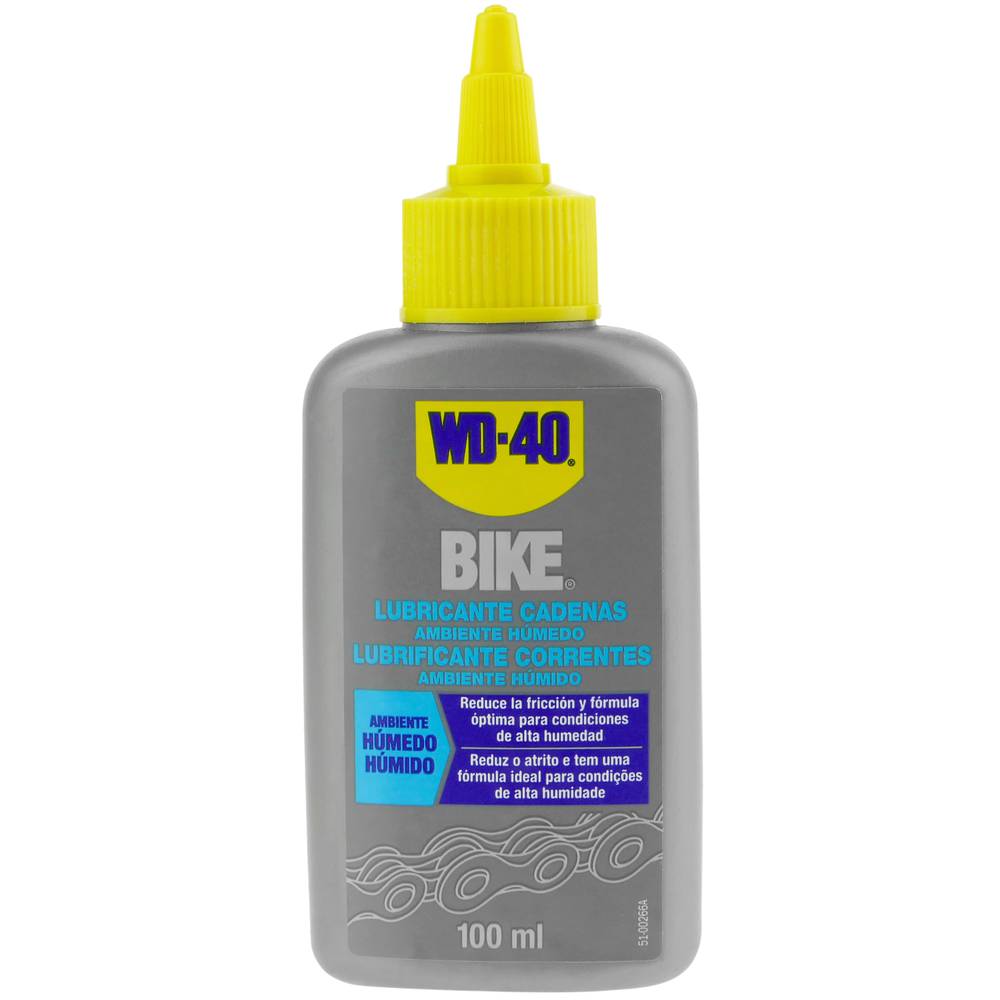 WD-40®
BIKE®
LUBRICANTE CADENAS
AMBIENTE HÚMEDO
LUBRIFICANTE CORRENTES
AMBIENTE HÚMIDO
AMBIENTE
HÚMEDO
HÚMIDO
Reduce la fricción y fórmula
óptima para condiciones
de alta humedad
Reduz o atrito e tem uma
fórmula ideal para condições
de alta humidade
100 ml
51-00266A